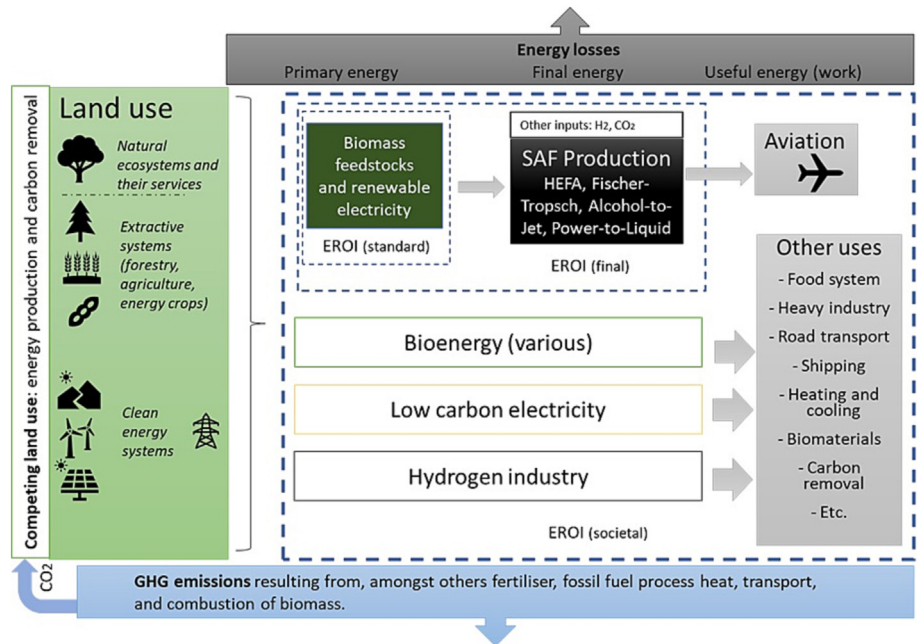 Energy losses
Primary energy
Final energy
Useful energy (work)
Competing land use: energy production and carbon removal
Land use
Natural
ecosystems and
their services
Extractive
systems
(forestry,
agriculture,
energy crops)
Clean
energy
systems
Biomass
feedstocks
and renewable
electricity
EROI (standard)
Other inputs: H2, CO2
SAF Production
HEFA, Fischer-
Tropsch, Alcohol-to-
Jet, Power-to-Liquid
EROI (final)
Aviation
Bioenergy (various)
Low carbon electricity
Hydrogen industry
EROI (societal)
Other uses
- Food system
- Heavy industry
- Road transport
- Shipping
- Heating and
cooling
- Biomaterials
- Carbon
removal
- Etc.
CO2
GHG emissions resulting from, amongst others fertiliser, fossil fuel process heat, transport,
and combustion of biomass.